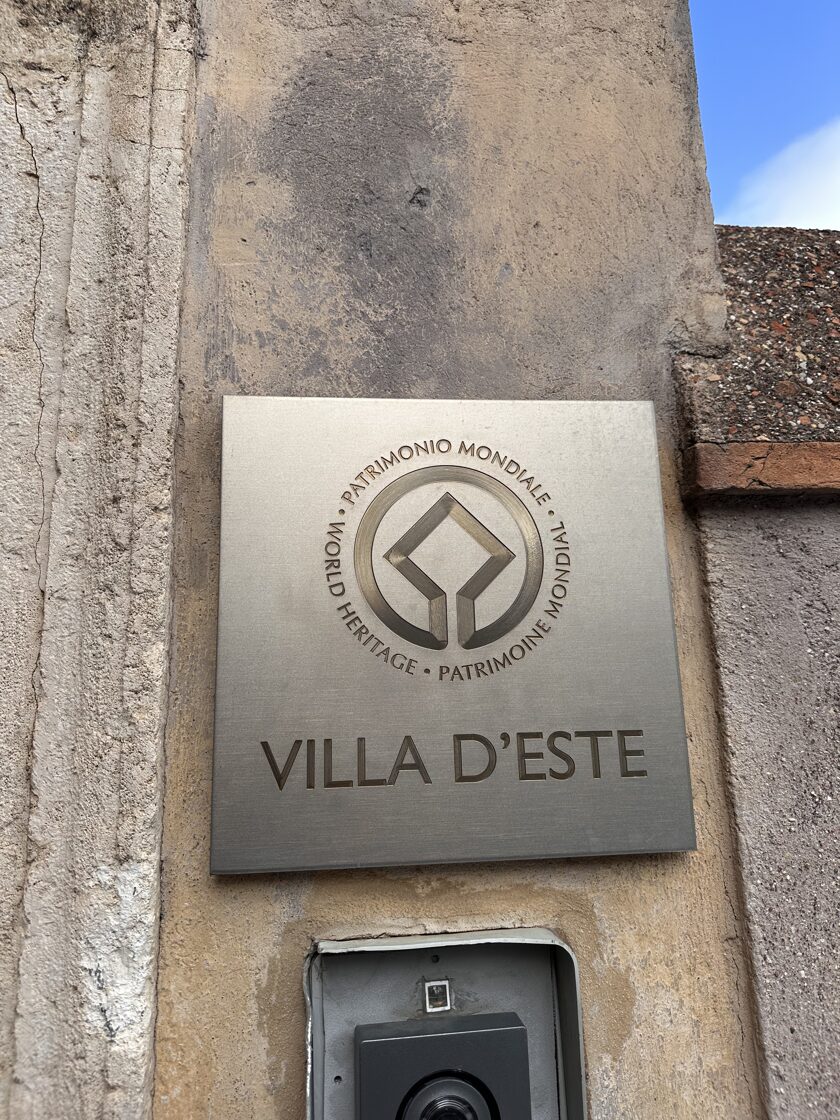 • PATRIMONIO MONDIALE • PATRIMOINE MONDIAL • WORLD HERITAGE
VILLA D'ESTE